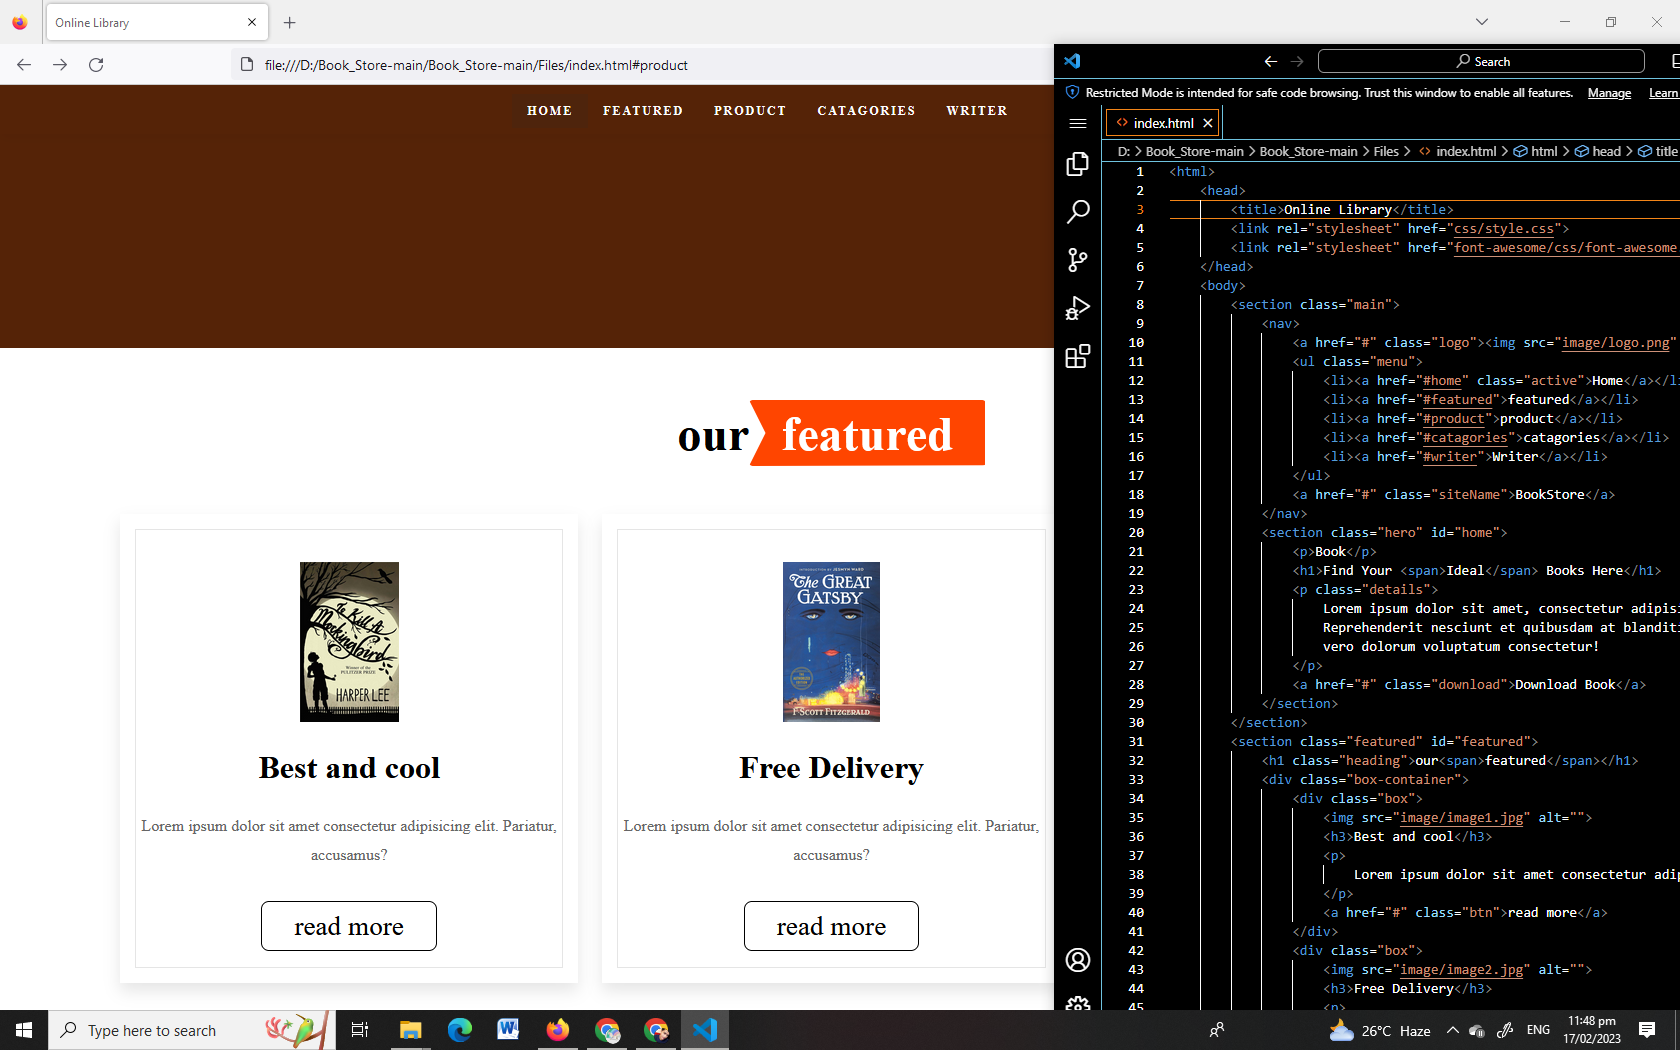 Online Library
file:///D:/Book_Store-main/Book_Store-main/Files/index.html#product
HOME FEATURED PRODUCT CATAGORIES WRITER
our featured
To Kill A Mockingbird
Winner of the
PULITZER PRIZE
HARPER LEE
Best and cool
Lorem ipsum dolor sit amet consectetur adipisicing elit. Pariatur,
accusamus?
read more
INTRODUCTION BY JESMYN WARD
The GREAT
GATSBY
F SCOTT FITZGERALD
Free Delivery
Lorem ipsum dolor sit amet consectetur adipisicing elit. Pariatur,
accusamus?
read more
Search
Restricted Mode is intended for safe code browsing. Trust this window to enable all features. Manage Learn
index.html
D: > Book_Store-main > Book_Store-main > Files > <> index.html > html > head > title
1 <html>
2 <head>
3 <title>Online Library</title>
4 <link rel="stylesheet" href="css/style.css">
5 <link rel="stylesheet" href="font-awesome/css/font-awesome
6 </head>
7 <body>
8 <section class="main">
9 <nav>
10 <a href="#" class="logo"><img src="image/logo.png"
11 <ul class="menu">
12 <li><a href="#home" class="active">Home</a></li
13 <li><a href="#featured">featured</a></li>
14 <li><a href="#product">product</a></li>
15 <li><a href="#catagories">catagories</a></li>
16 <li><a href="#writer">Writer</a></li>
17 </ul>
18 <a href="#" class="siteName">BookStore</a>
19 </nav>
20 <section class="hero" id="home">
21 <p>Book</p>
22 <h1>Find Your <span>Ideal</span> Books Here</h1>
23 <p class="details">
24 Lorem ipsum dolor sit amet, consectetur adipisi
25 Reprehenderit nesciunt et quibusdam at blanditi
26 vero dolorum voluptatum consectetur!
27 </p>
28 <a href="#" class="download">Download Book</a>
29 </section>
30 </section>
31 <section class="featured" id="featured">
32 <h1 class="heading">our<span>featured</span></h1>
33 <div class="box-container">
34 <div class="box">
35 <img src="image/image1.jpg" alt="">
36 <h3>Best and cool</h3>
37 <p>
38 Lorem ipsum dolor sit amet consectetur adip
39 </p>
40 <a href="#" class="btn">read more</a>
41 </div>
42 <div class="box">
43 <img src="image/image2.jpg" alt="">
44 <h3>Free Delivery</h3>
45 <p>
Type here to search
26°C Haze
ENG
11:48 pm
17/02/2023